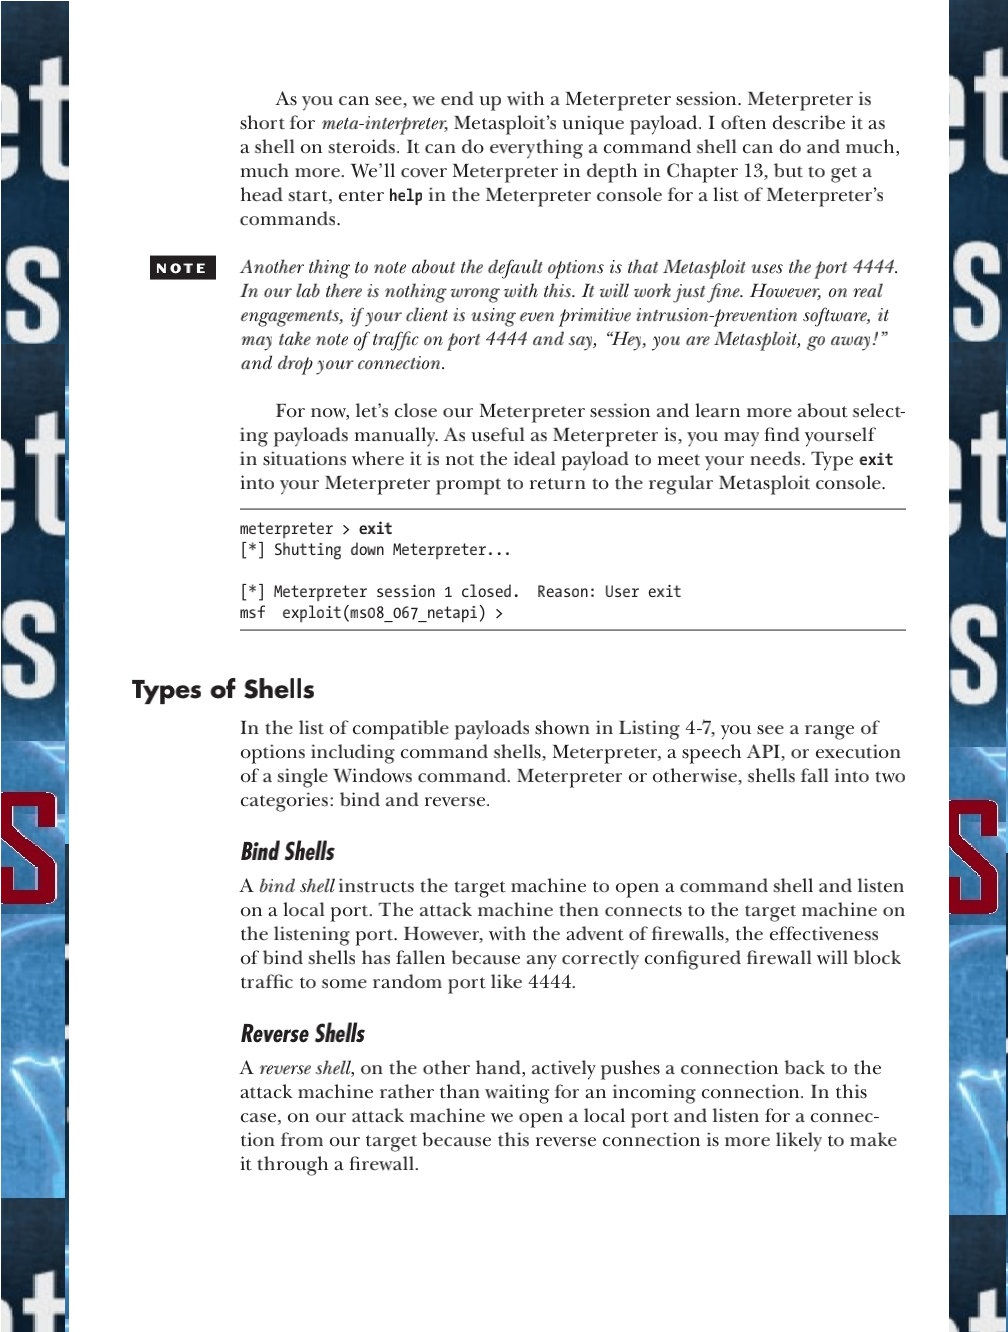 As you can see, we end up with a Meterpreter session. Meterpreter is
short for meta-interpreter, Metasploit's unique payload. I often describe it as
a shell on steroids. It can do everything a command shell can do and much,
much more. We'll cover Meterpreter in depth in Chapter 13, but to get a
head start, enter help in the Meterpreter console for a list of Meterpreter's
commands.
NOTE
Another thing to note about the default options is that Metasploit uses the port 4444.
In our lab there is nothing wrong with this. It will work just fine. However, on real
engagements, if your client is using even primitive intrusion-prevention software, it
may take note of traffic on port 4444 and say, “Hey, you are Metasploit, go away!”
and drop your connection.
For now, let's close our Meterpreter session and learn more about select-
ing payloads manually. As useful as Meterpreter is, you may find yourself
in situations where it is not the ideal payload to meet your needs. Type exit
into your Meterpreter prompt to return to the regular Metasploit console.
meterpreter > exit
[*] Shutting down Meterpreter...
[*] Meterpreter session 1 closed.  Reason: User exit
msf  exploit(ms08_067_netapi) >
Types of Shells
In the list of compatible payloads shown in Listing 4-7, you see a range of
options including command shells, Meterpreter, a speech API, or execution
of a single Windows command. Meterpreter or otherwise, shells fall into two
categories: bind and reverse.
Bind Shells
A bind shell instructs the target machine to open a command shell and listen
on a local port. The attack machine then connects to the target machine on
the listening port. However, with the advent of firewalls, the effectiveness
of bind shells has fallen because any correctly configured firewall will block
traffic to some random port like 4444.
Reverse Shells
A reverse shell, on the other hand, actively pushes a connection back to the
attack machine rather than waiting for an incoming connection. In this
case, on our attack machine we open a local port and listen for a connec-
tion from our target because this reverse connection is more likely to make
it through a firewall.
et
s
et
s
S
et
et
s
et
s
S
et